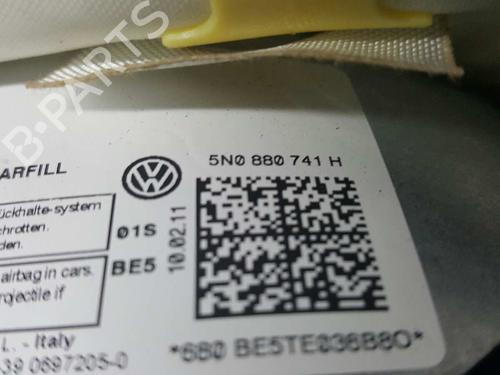 B-PARTS
ARFILL
5N0 880 741 H
ückhalte-system
chrotten.
den.
01S
10.02.11
airbag in cars.
rojectile if
BE5
L. - Italy
39 0697205-0
*680 BE5TE036B8O*